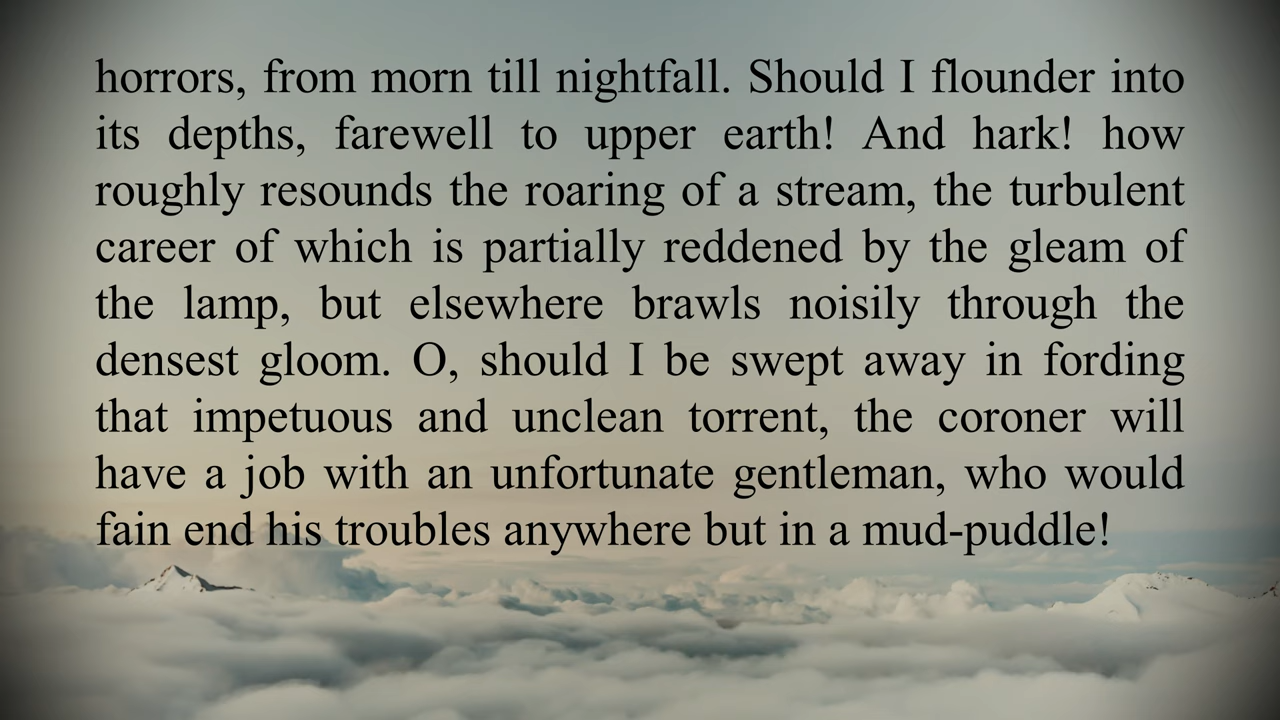 horrors, from morn till nightfall. Should I flounder into
its depths, farewell to upper earth! And hark! how
roughly resounds the roaring of a stream, the turbulent
career of which is partially reddened by the gleam of
the lamp, but elsewhere brawls noisily through the
densest gloom. O, should I be swept away in fording
that impetuous and unclean torrent, the coroner will
have a job with an unfortunate gentleman, who would
fain end his troubles anywhere but in a mud-puddle!